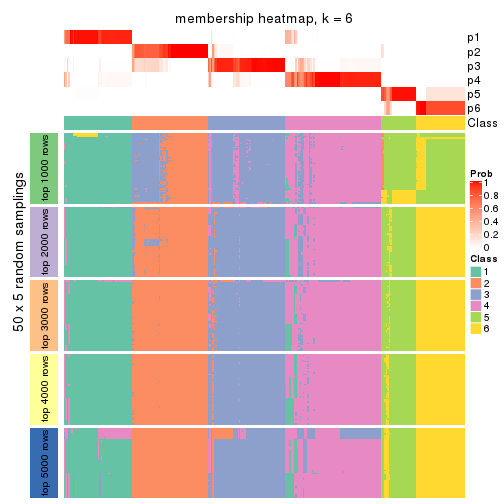 membership heatmap, k = 6
p1
p2
p3
p4
p5
p6
Class
50 x 5 random samplings
top 1000 rows
top 2000 rows
top 3000 rows
top 4000 rows
top 5000 rows
Prob
1
0.8
0.6
0.4
0.2
0
Class
1
2
3
4
5
6